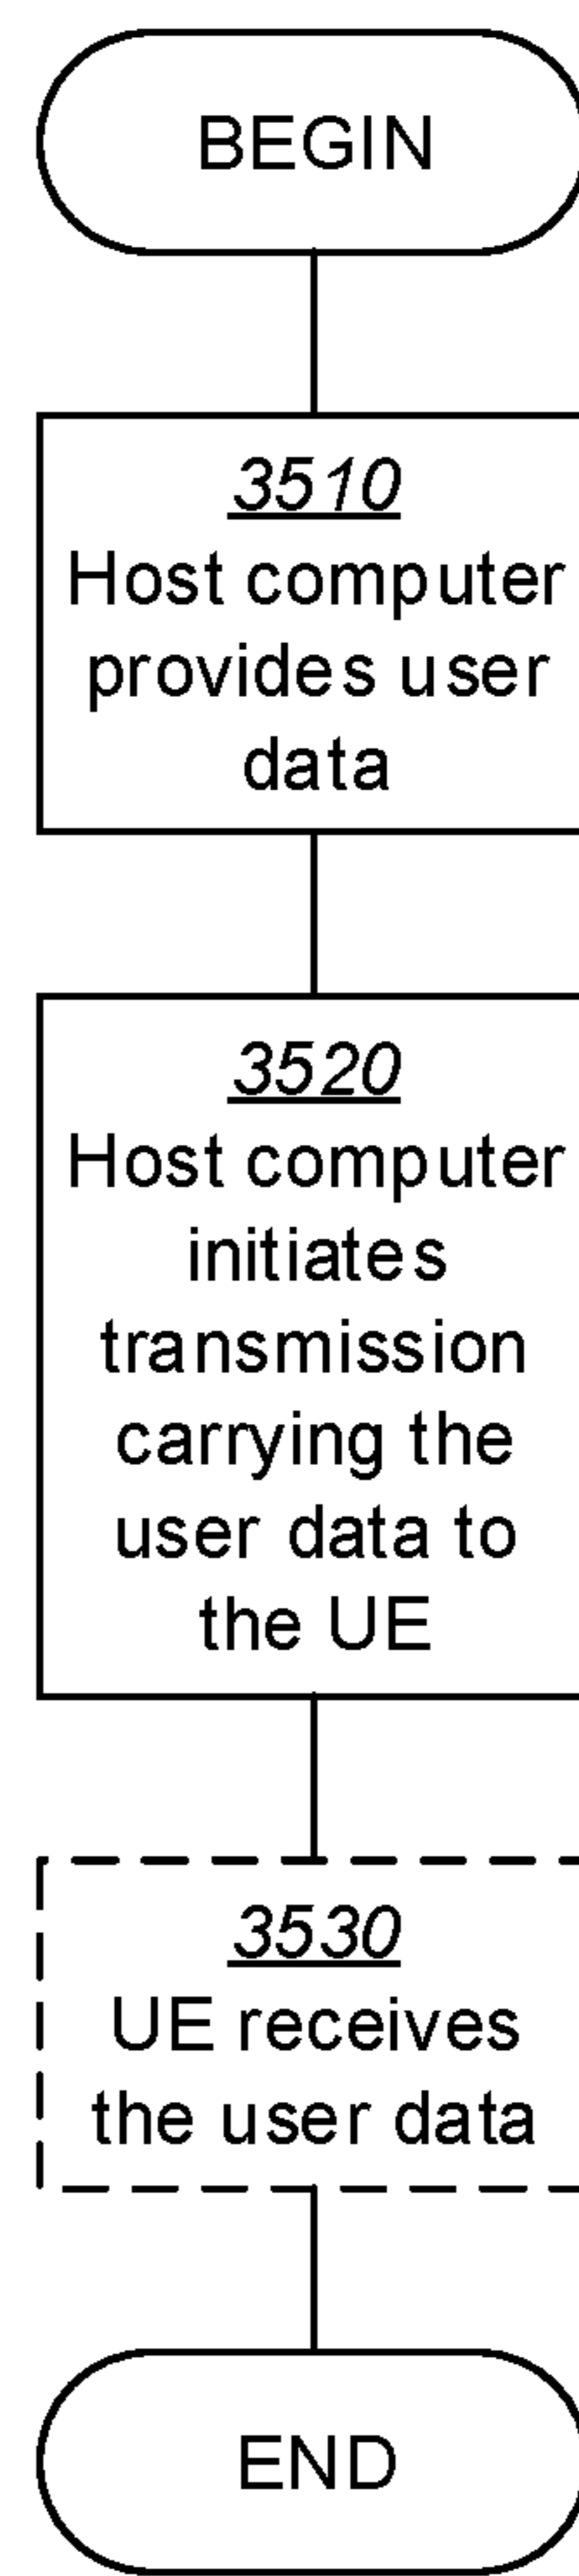 BEGIN
3510
Host computer
provides user
data
3520
Host computer
initiates
transmission
carrying the
user data to
the UE
3530
UE receives
the user data
END